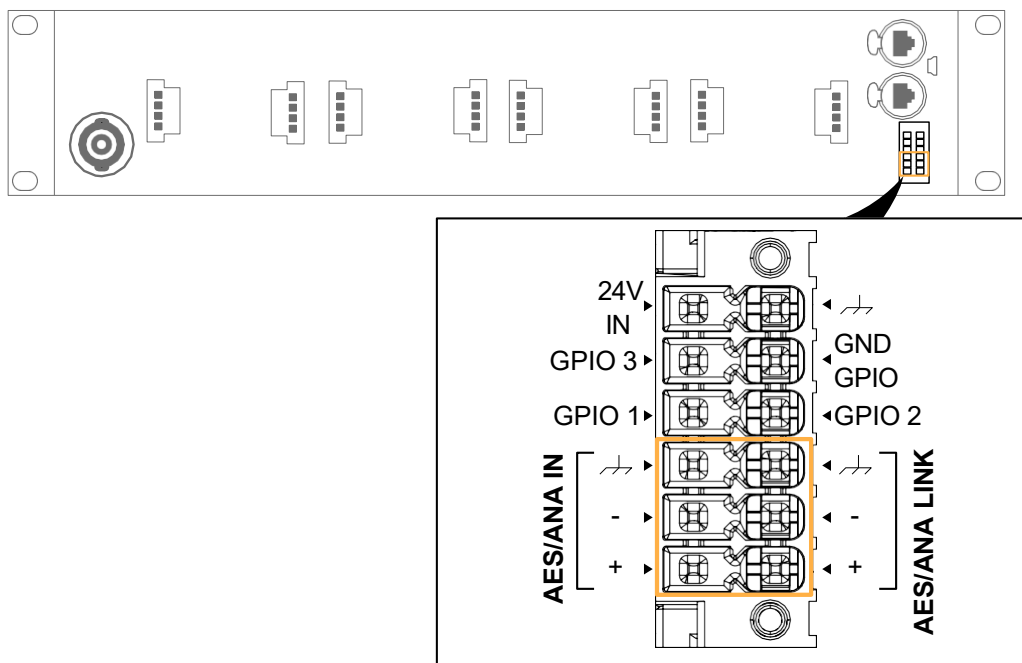 24V
IN
GPIO 3
GND
GPIO
GPIO 1
GPIO 2
AES/ANA IN
-
+
AES/ANA LINK
-
+